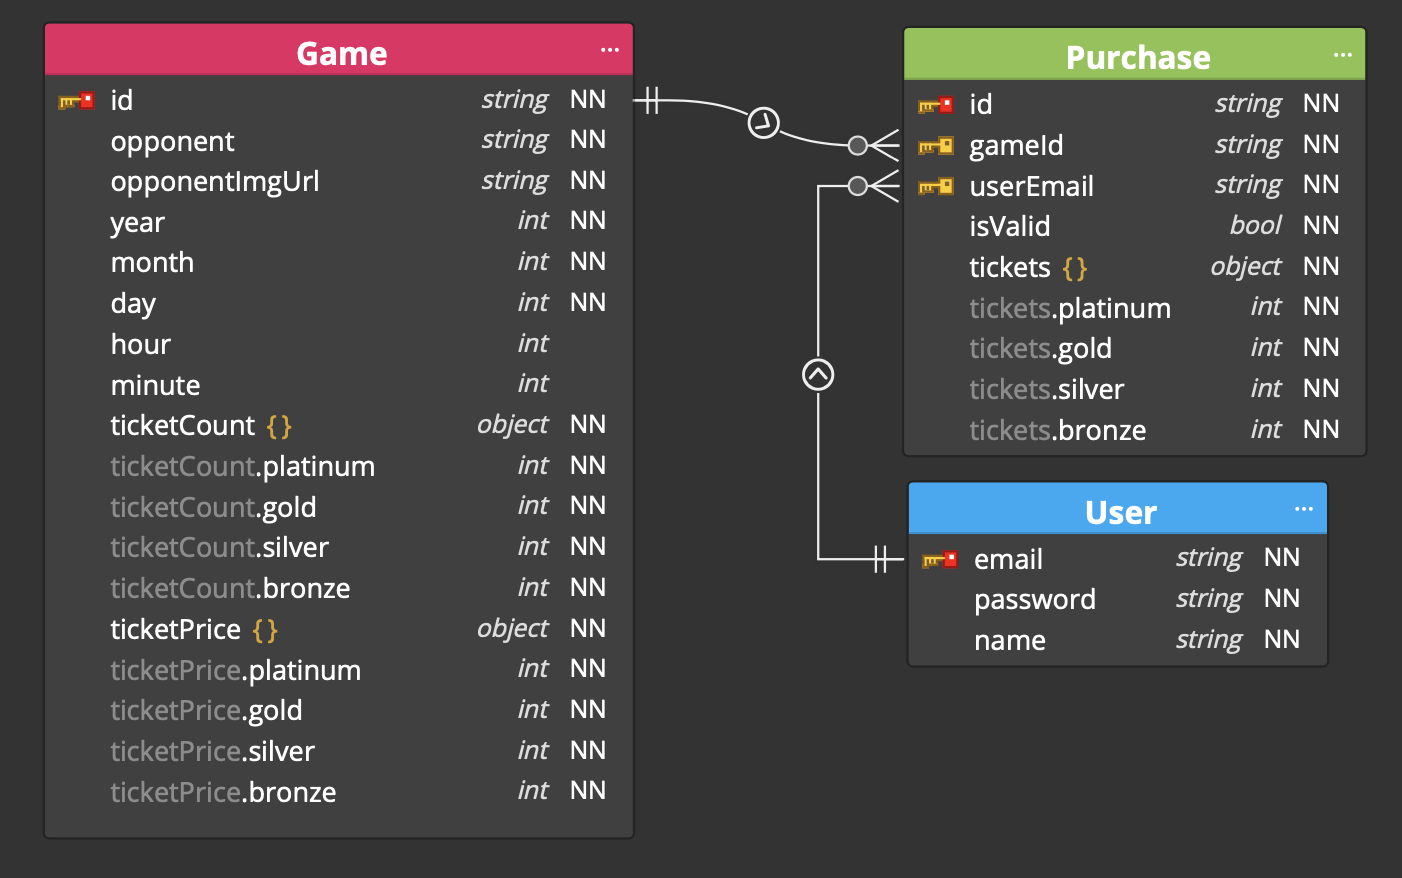 Game ...
id string NN
opponent string NN
opponentImgUrl string NN
year int NN
month int NN
day int NN
hour int
minute int
ticketCount {} object NN
ticketCount.platinum int NN
ticketCount.gold int NN
ticketCount.silver int NN
ticketCount.bronze int NN
ticketPrice {} object NN
ticketPrice.platinum int NN
ticketPrice.gold int NN
ticketPrice.silver int NN
ticketPrice.bronze int NN
Purchase ...
id string NN
gameId string NN
userEmail string NN
isValid bool NN
tickets {} object NN
tickets.platinum int NN
tickets.gold int NN
tickets.silver int NN
tickets.bronze int NN
User ...
email string NN
password string NN
name string NN